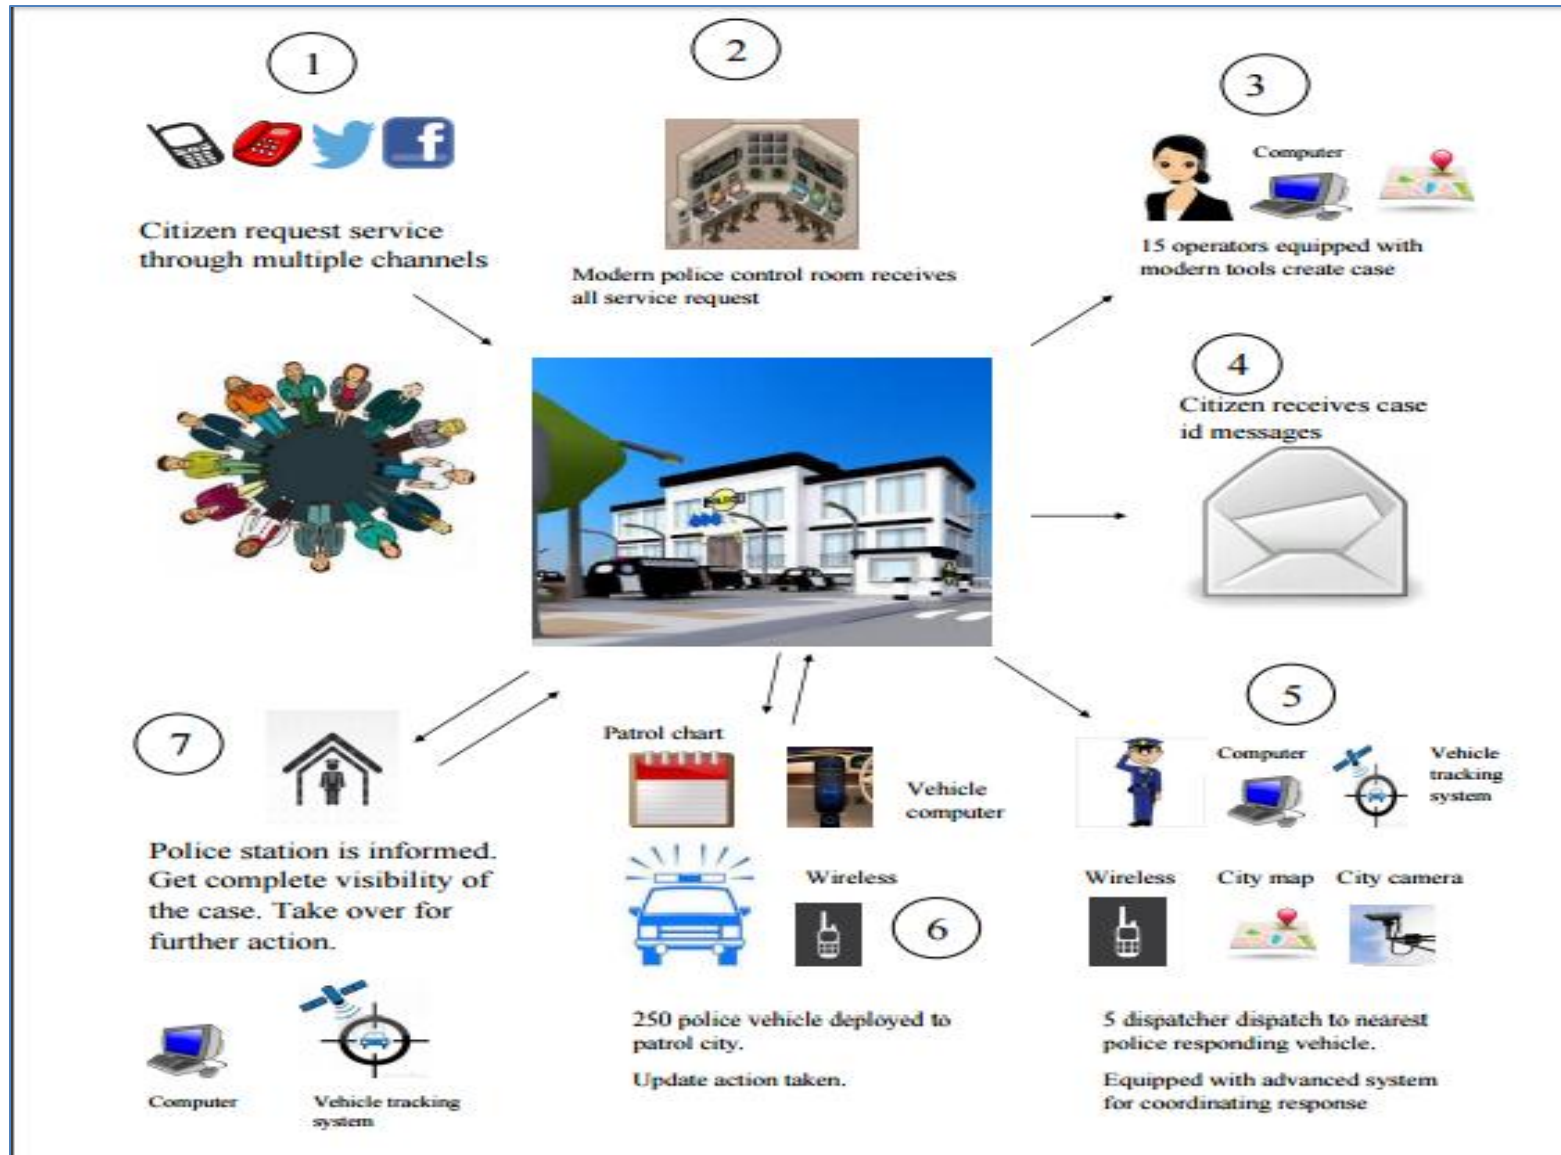 1
Citizen request service
through multiple channels
2
Modern police control room receives
all service request
3
Computer
15 operators equipped with
modern tools create case
4
Citizen receives case
id messages
5
Computer
Vehicle
tracking
system
Wireless
City map
City camera
5 dispatcher dispatch to nearest
police responding vehicle.
Equipped with advanced system
for coordinating response
Patrol chart
Vehicle
computer
Wireless
6
250 police vehicle deployed to
patrol city.
Update action taken.
7
Police station is informed.
Get complete visibility of
the case. Take over for
further action.
Computer
Vehicle tracking
system